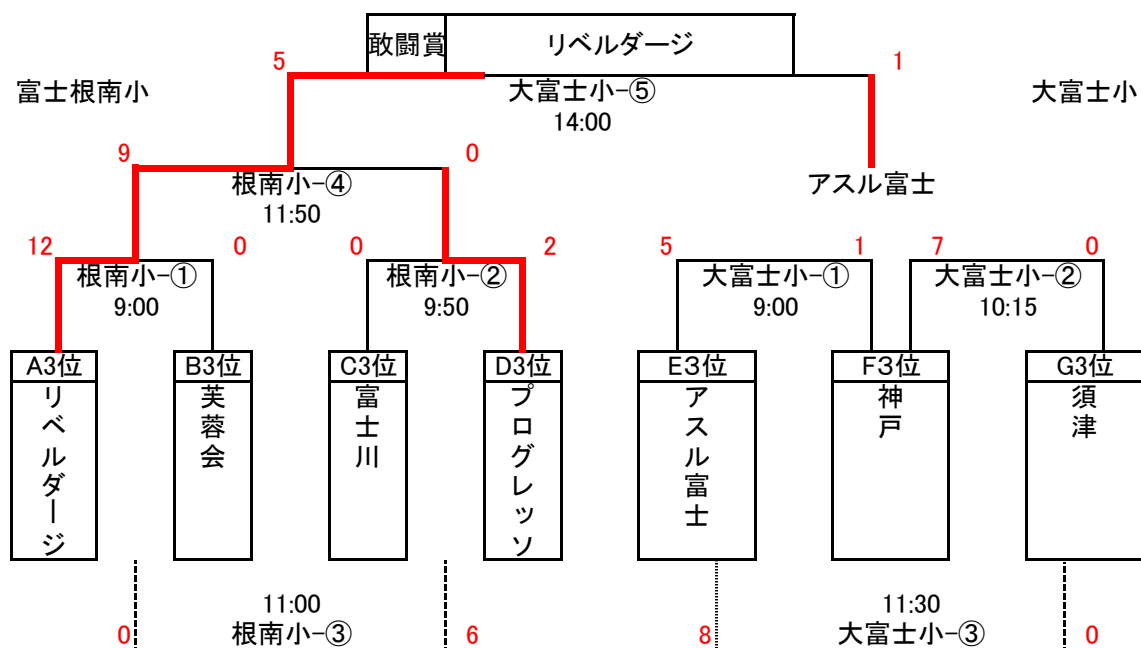 敢闘賞 リベルダージ
5 1
富士根南小 大富士小-⑤ 大富士小
14:00
9 0
根南小-④ アスル富士
11:50
12 0 0 2 5 1 7 0
根南小-① 根南小-② 大富士小-① 大富士小-②
9:00 9:50 9:00 10:15
A3位 B3位 C3位 D3位 E3位 F3位 G3位
リベルダージ
芙蓉会
富士川
プログレッソ
アスル富士
神戸
須津
11:00 11:30
0 根南小-③ 6 8 大富士小-③ 0